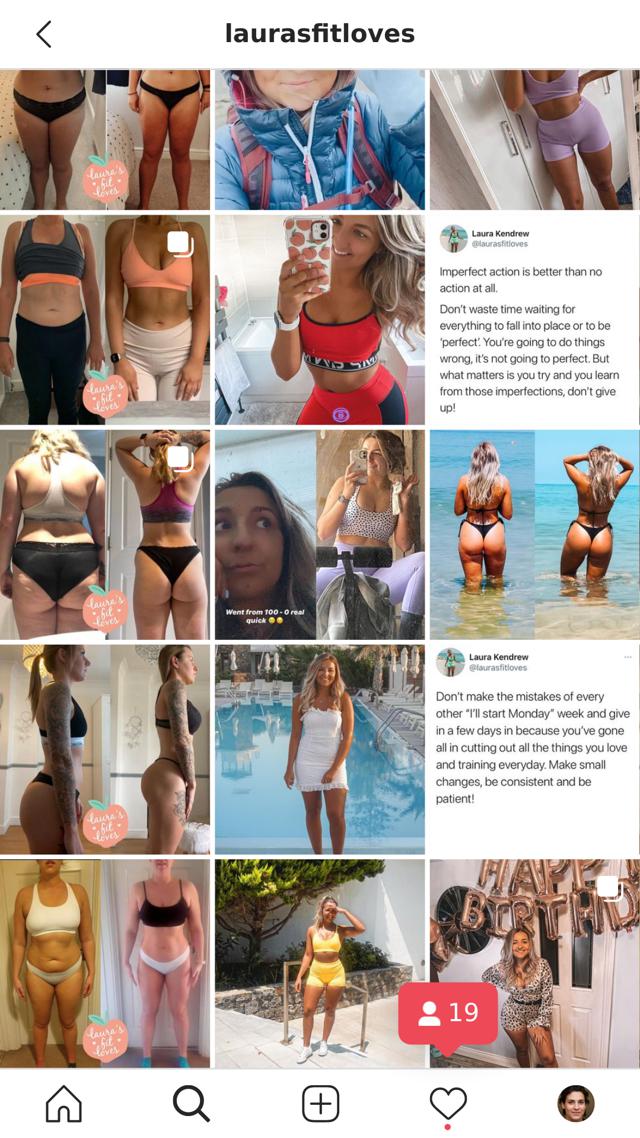 laurasfitloves
laura's
fit
loves
laura's
fit
loves
Laura Kendrew
@laurasfitloves
Imperfect action is better than no
action at all.
Don't waste time waiting for
everything to fall into place or to be
'perfect'. You're going to do things
wrong, it's not going to perfect. But
what matters is you try and you learn
from those imperfections, don't give
up!
laura's
fit
loves
Went from 100 - 0 real
quick
laura's
fit
loves
Laura Kendrew
@laurasfitloves
Don't make the mistakes of every
other “I'll start Monday” week and give
in a few days in because you've gone
all in cutting out all the things you love
and training everyday. Make small
changes, be consistent and be
patient!
laura's
fit
loves
HAPP
BIRTHD
19